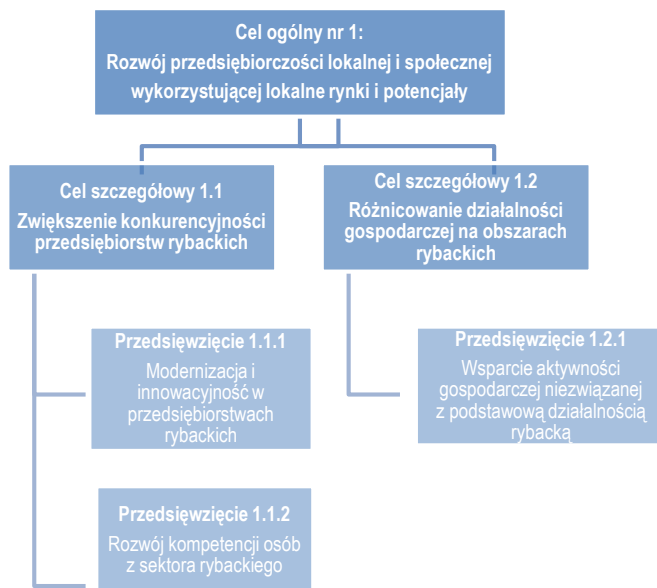 Cel ogólny nr 1:
Rozwój przedsiębiorczości lokalnej i społecznej
wykorzystującej lokalne rynki i potencjały
Cel szczegółowy 1.1
Zwiększenie konkurencyjności
przedsiębiorstw rybackich
Cel szczegółowy 1.2
Różnicowanie działalności
gospodarczej na obszarach
rybackich
Przedsięwzięcie 1.1.1
Modernizacja i
innowacyjność w
przedsiębiorstwach
rybackich
Przedsięwzięcie 1.2.1
Wsparcie aktywności
gospodarczej niezwiązanej
z podstawową działalnością
rybacką
Przedsięwzięcie 1.1.2
Rozwój kompetencji osób
z sektora rybackiego